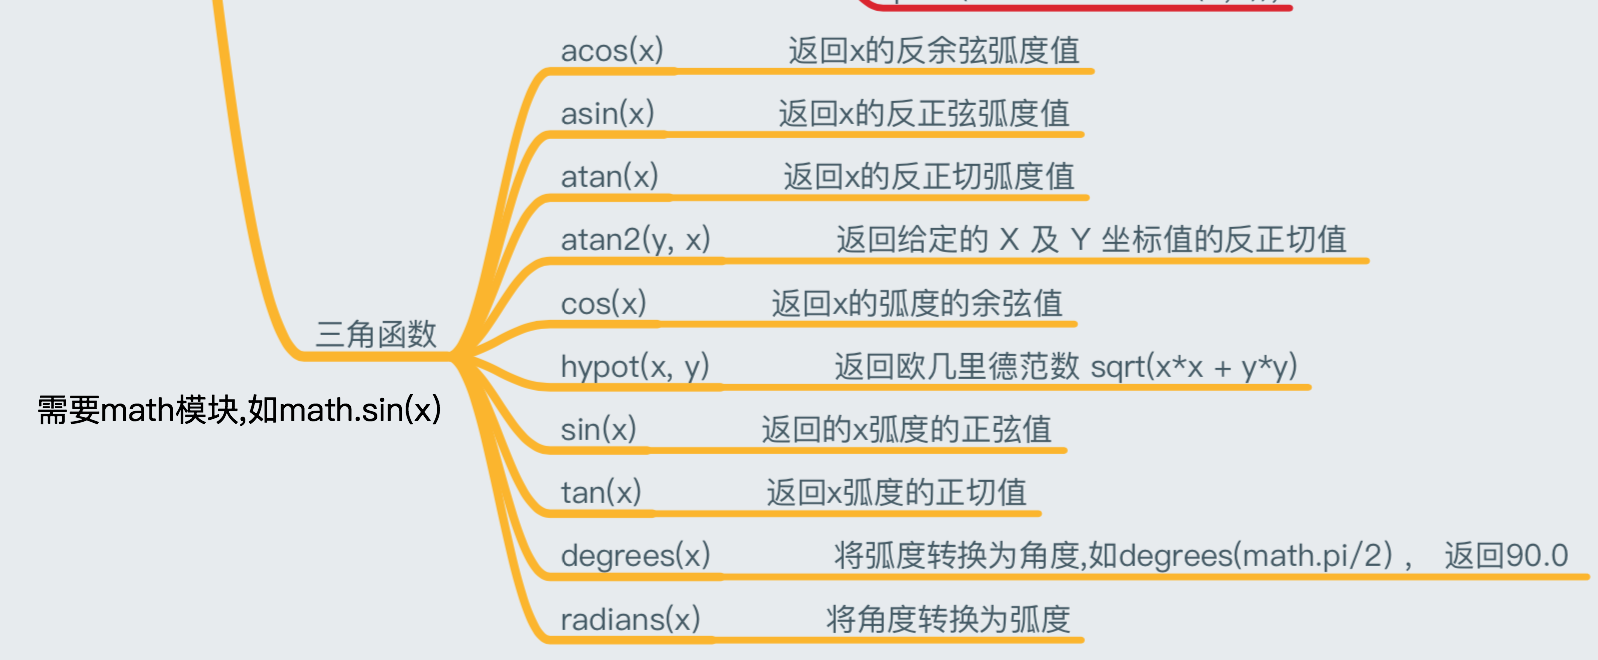 acos(x) 返回x的反余弦弧度值
asin(x) 返回x的反正弦弧度值
atan(x) 返回x的反正切弧度值
atan2(y, x) 返回给定的 X 及 Y 坐标值的反正切值
cos(x) 返回x的弧度的余弦值
三角函数
hypot(x, y) 返回欧几里德范数 sqrt(x*x + y*y)
需要math模块,如math.sin(x)
sin(x) 返回的x弧度的正弦值
tan(x) 返回x弧度的正切值
degrees(x) 将弧度转换为角度,如degrees(math.pi/2) ， 返回90.0
radians(x) 将角度转换为弧度